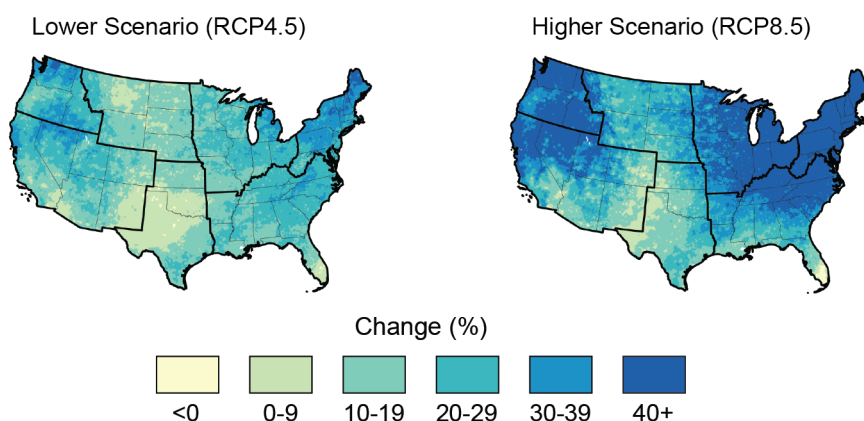 Lower Scenario (RCP4.5)
Higher Scenario (RCP8.5)
Change (%)
<0
0-9
10-19
20-29
30-39
40+